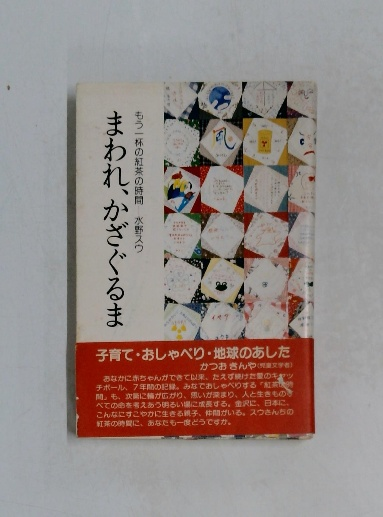 まわれ、かざぐるま
もう一杯の紅茶の時間 水野スウ
子育て・おしゃべり・地球のあした
かつおきんや(児童文学者)
おなかに赤ちゃんができて以来、たえず続けた愛のキャッ
チボール、7年間の記録。みなでおしゃべりする「紅茶の時
間」も、次第に輪が広がり、思いが深まり、人と生きものす
べての命を考えあう明るい場に成長する。金沢に、日本に、
こんなにすこやかに生きる親子、仲間がいる。スウさんちの
紅茶の時間に、あなたも一度どうですか。